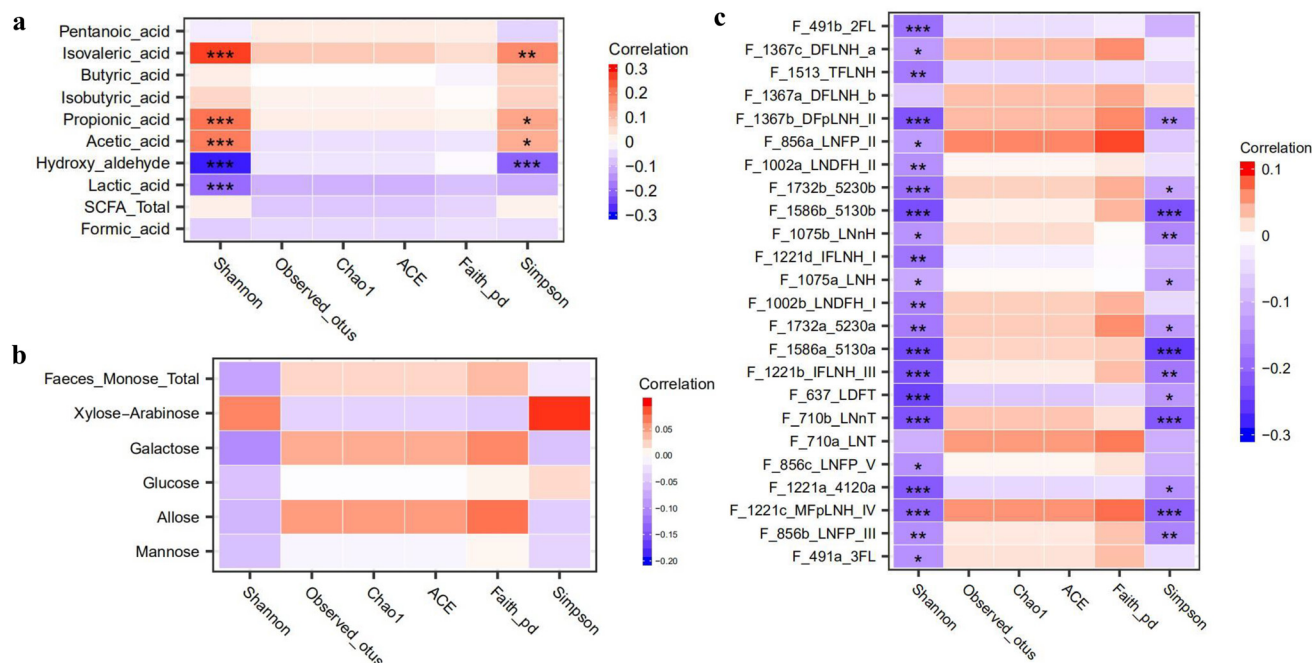 a
Pentanoic_acid
Isovaleric_acid *** **
Butyric_acid
Isobutyric_acid
Propionic_acid *** *
Acetic_acid *** *
Hydroxy_aldehyde *** ***
Lactic_acid ***
SCFA_Total
Formic_acid
Shannon
Observed_otus
Chao1
ACE
Faith_pd
Simpson
Correlation
0.3
0.2
0.1
0
−0.1
−0.2
−0.3
b
Faeces_Monose_Total
Xylose−Arabinose
Galactose
Glucose
Allose
Mannose
Shannon
Observed_otus
Chao1
ACE
Faith_pd
Simpson
Correlation
0.05
0.00
−0.05
−0.10
−0.15
−0.20
c
F_491b_2FL ***
F_1367c_DFLNH_a *
F_1513_TFLNH **
F_1367a_DFLNH_b
F_1367b_DFpLNH_II *** **
F_856a_LNFP_II *
F_1002a_LNDFH_II **
F_1732b_5230b *** *
F_1586b_5130b *** ***
F_1075b_LNnH * **
F_1221d_IFLNH_I **
F_1075a_LNH * *
F_1002b_LNDFH_I **
F_1732a_5230a ** *
F_1586a_5130a *** ***
F_1221b_IFLNH_III *** **
F_637_LDFT *** *
F_710b_LNnT *** ***
F_710a_LNT
F_856c_LNFP_V *
F_1221a_4120a *** *
F_1221c_MFpLNH_IV *** ***
F_856b_LNFP_III ** **
F_491a_3FL *
Shannon
Observed_otus
Chao1
ACE
Faith_pd
Simpson
Correlation
0.1
0
−0.1
−0.2
−0.3